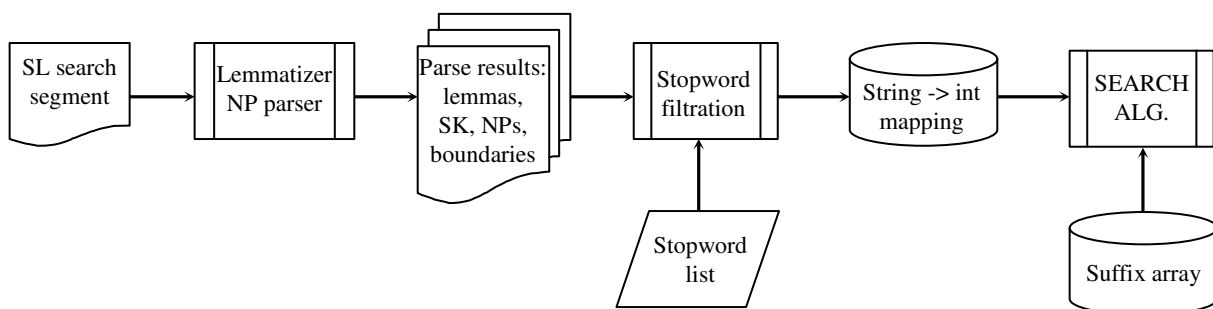 SL search
segment
Lemmatizer
NP parser
Parse results:
lemmas,
SK, NPs,
boundaries
Stopword
filtration
String -> int
mapping
SEARCH
ALG.
Stopword
list
Suffix array